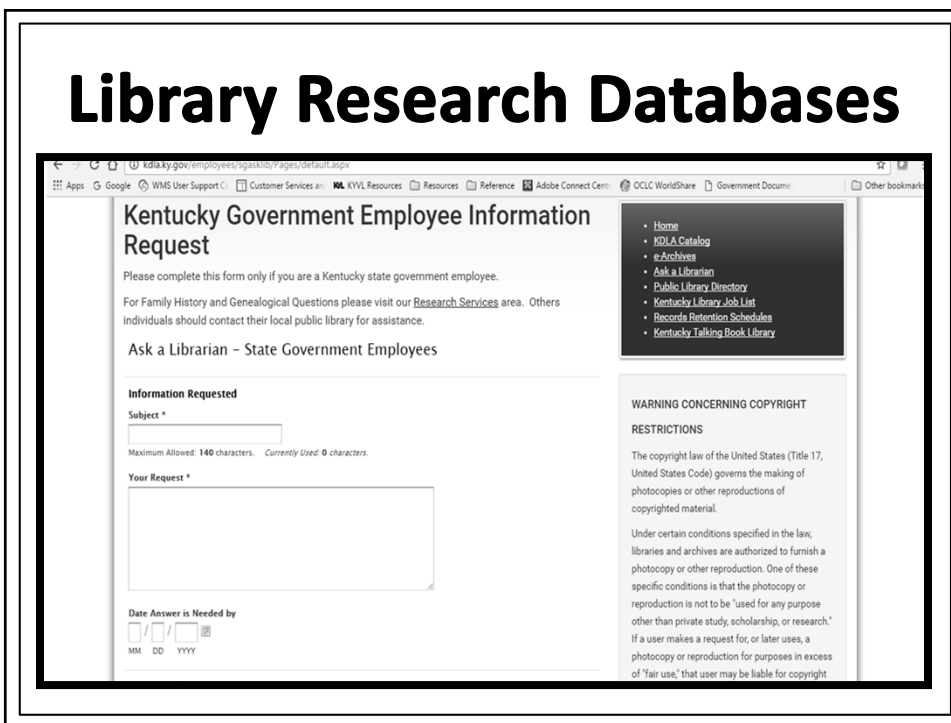 Library Research Databases
kdla.ky.gov/employees/sgasklib/Pages/default.aspx
Apps G Google WMS User Support C Customer Services an KYVL Resources Resources Reference Adobe Connect Cent OCLC WorldShare Government Docume Other bookmarks
Kentucky Government Employee Information
Request
Please complete this form only if you are a Kentucky state government employee.
For Family History and Genealogical Questions please visit our Research Services area. Others
individuals should contact their local public library for assistance.
Ask a Librarian – State Government Employees
Information Requested
Subject *
Maximum Allowed: 140 characters. Currently Used: 0 characters.
Your Request *
Date Answer is Needed by
/ /
MM DD YYYY
• Home
• KDLA Catalog
• e-Archives
• Ask a Librarian
• Public Library Directory
• Kentucky Library Job List
• Records Retention Schedules
• Kentucky Talking Book Library
WARNING CONCERNING COPYRIGHT
RESTRICTIONS
The copyright law of the United States (Title 17,
United States Code) governs the making of
photocopies or other reproductions of
copyrighted material.
Under certain conditions specified in the law,
libraries and archives are authorized to furnish a
photocopy or other reproduction. One of these
specific conditions is that the photocopy or
reproduction is not to be "used for any purpose
other than private study, scholarship, or research."
If a user makes a request for, or later uses, a
photocopy or reproduction for purposes in excess
of "fair use," that user may be liable for copyright